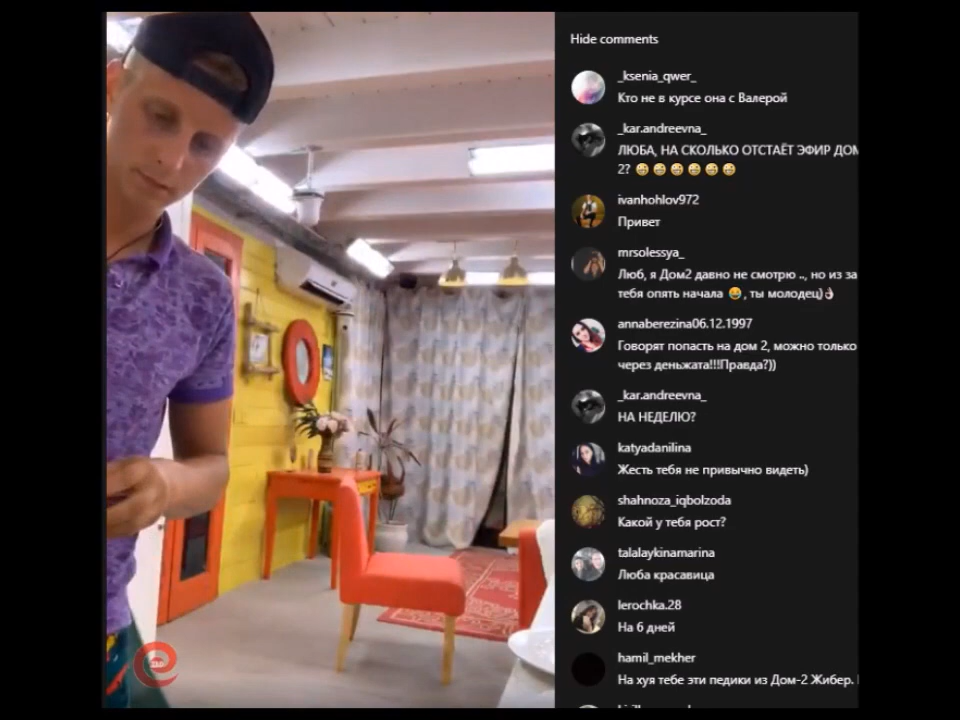 Hide comments
_ksenia_qwer_
Кто не в курсе она с Валерой
_kar.andreevna_
ЛЮБА, НА СКОЛЬКО ОТСТАЁТ ЭФИР ДОМ
2? 🤪🤪🤪🤪🤪🤪
ivanhohlov972
Привет
mrsolessya_
Люб, я Дом2 давно не смотрю .., но из за
тебя опять начала 😂, ты молодец)👌🏻
annaberezina06.12.1997
Говорят попасть на дом 2, можно только
через деньжата!!!Правда?))
_kar.andreevna_
НА НЕДЕЛЮ?
katyadanilina
Жесть тебя не привычно видеть)
shahnoza_iqbolzoda
Какой у тебя рост?
talalaykinamarina
Люба красавица
lerochka.28
На 6 дней
hamil_mekher
На хуя тебе эти педики из Дом-2 Жибер.